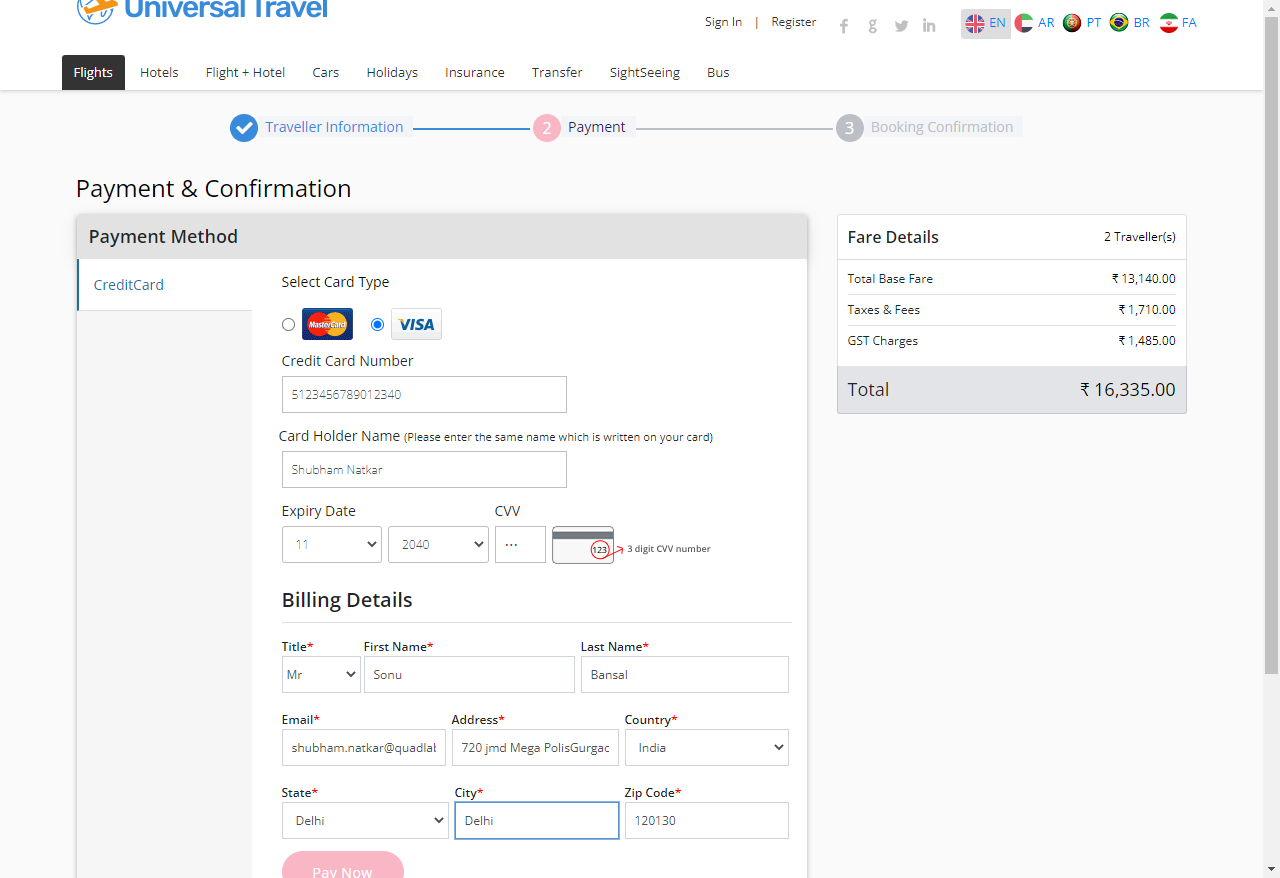 Universal Travel
Sign In | Register
EN AR PT BR FA
Flights Hotels Flight + Hotel Cars Holidays Insurance Transfer SightSeeing Bus
Traveller Information 2 Payment 3 Booking Confirmation
Payment & Confirmation
Payment Method
CreditCard
Select Card Type
MasterCard VISA
Credit Card Number
5123456789012340
Card Holder Name (Please enter the same name which is written on your card)
Shubham Natkar
Expiry Date CVV
11 2040 ... 123 3 digit CVV number
Billing Details
Title* First Name* Last Name*
Mr Sonu Bansal
Email* Address* Country*
shubham.natkar@quadlab 720 jmd Mega PolisGurgac India
State* City* Zip Code*
Delhi Delhi 120130
Pay Now
Fare Details 2 Traveller(s)
Total Base Fare ₹ 13,140.00
Taxes & Fees ₹ 1,710.00
GST Charges ₹ 1,485.00
Total ₹ 16,335.00